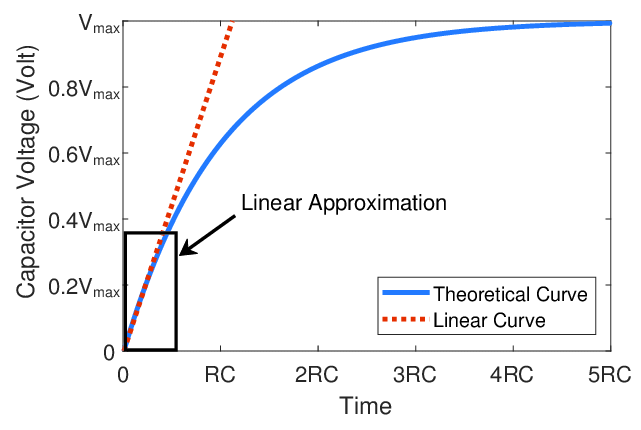 Capacitor Voltage (Volt)
Vmax
0.8Vmax
0.6Vmax
0.4Vmax
0.2Vmax
0
Linear Approximation
Theoretical Curve
Linear Curve
0 RC 2RC 3RC 4RC 5RC
Time